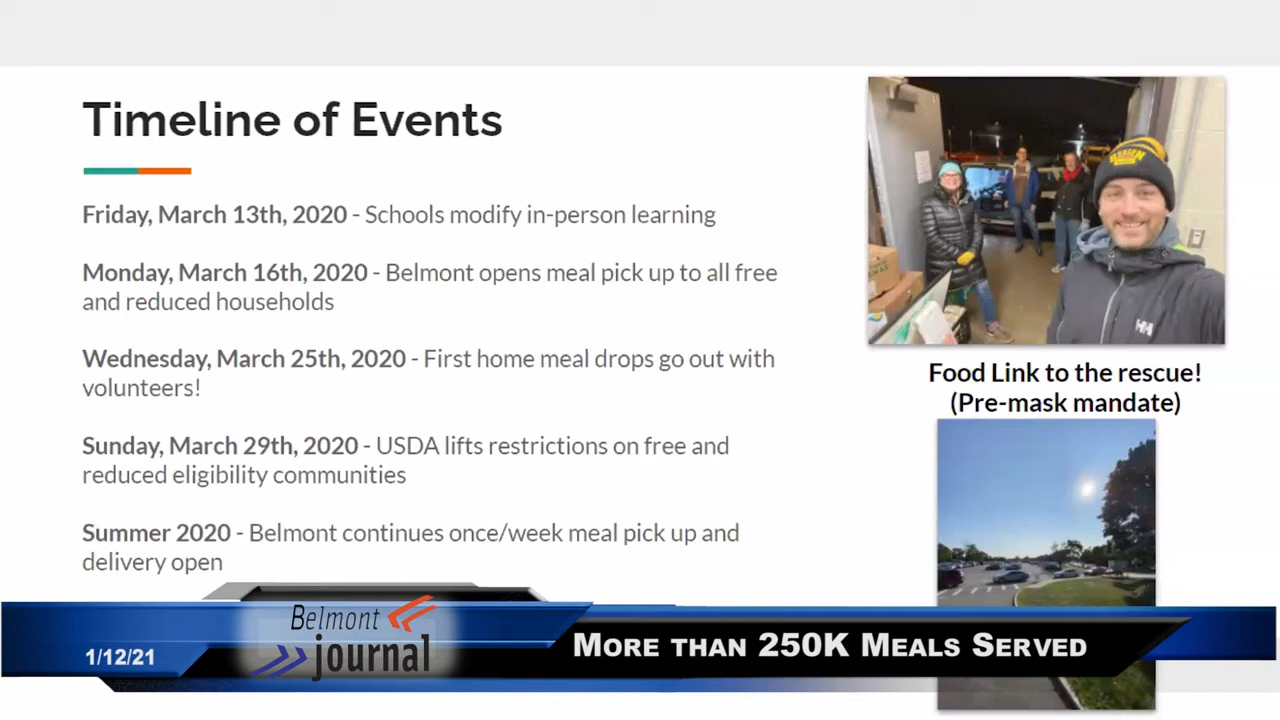 Timeline of Events
Friday, March 13th, 2020 - Schools modify in-person learning
Monday, March 16th, 2020 - Belmont opens meal pick up to all free
and reduced households
Wednesday, March 25th, 2020 - First home meal drops go out with
volunteers!
Sunday, March 29th, 2020 - USDA lifts restrictions on free and
reduced eligibility communities
Summer 2020 - Belmont continues once/week meal pick up and
delivery open
Food Link to the rescue!
(Pre-mask mandate)
HH
1/12/21
Belmont
journal
MORE THAN 250K MEALS SERVED